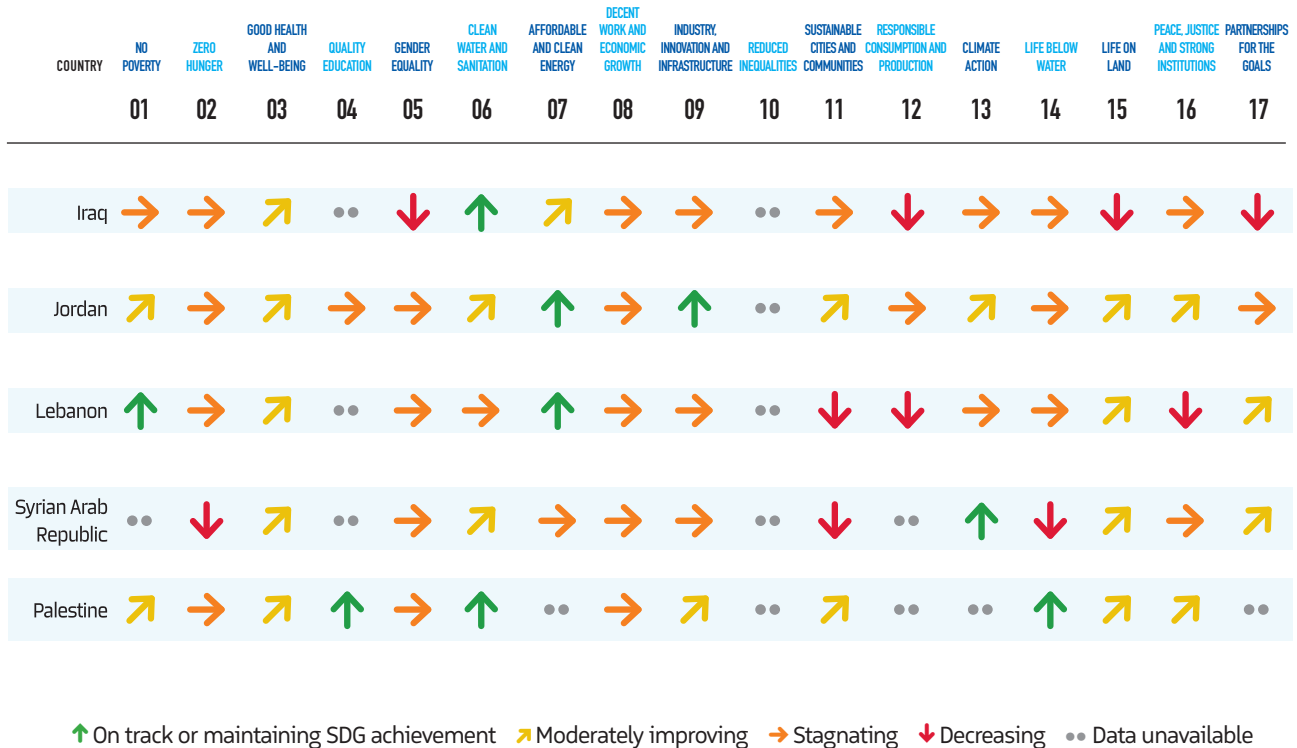 COUNTRY
NO
POVERTY
ZERO
HUNGER
GOOD HEALTH
AND
WELL-BEING
QUALITY
EDUCATION
GENDER
EQUALITY
CLEAN
WATER AND
SANITATION
AFFORDABLE
AND CLEAN
ENERGY
DECENT
WORK AND
ECONOMIC
GROWTH
INDUSTRY,
INNOVATION AND
INFRASTRUCTURE
REDUCED
INEQUALITIES
SUSTAINABLE
CITIES AND
COMMUNITIES
RESPONSIBLE
CONSUMPTION AND
PRODUCTION
CLIMATE
ACTION
LIFE BELOW
WATER
LIFE ON
LAND
PEACE, JUSTICE
AND STRONG
INSTITUTIONS
PARTNERSHIPS
FOR THE
GOALS
01 02 03 04 05 06 07 08 09 10 11 12 13 14 15 16 17
Iraq
Jordan
Lebanon
Syrian Arab
Republic
Palestine
On track or maintaining SDG achievement Moderately improving Stagnating Decreasing Data unavailable